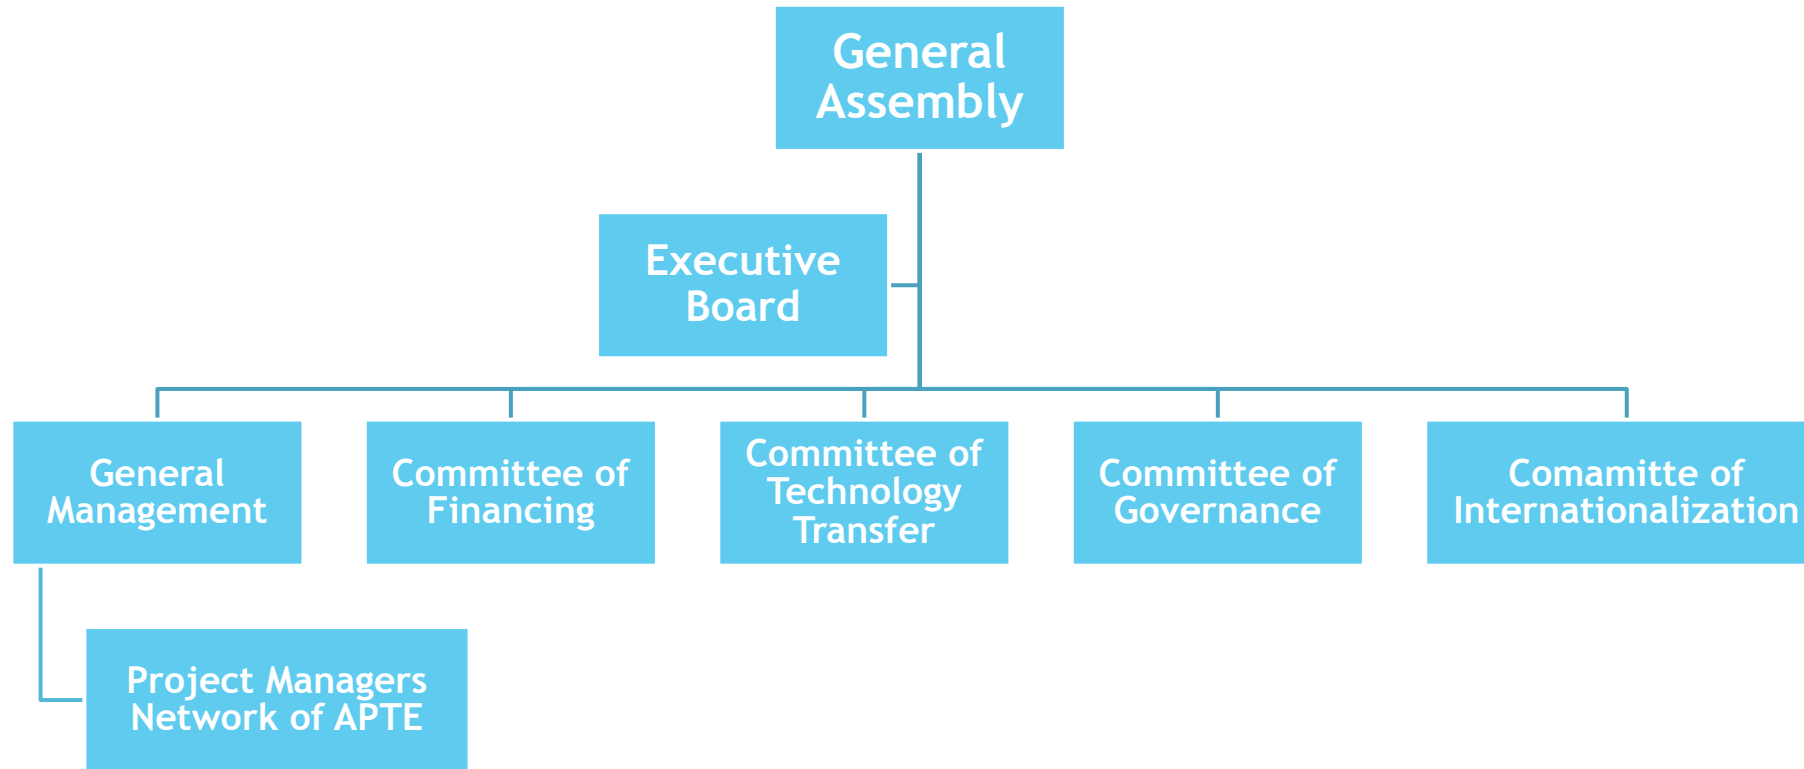 General
Assembly
Executive
Board
General
Management
Committee of
Financing
Committee of
Technology
Transfer
Committee of
Governance
Comamitte of
Internationalization
Project Managers
Network of APTE